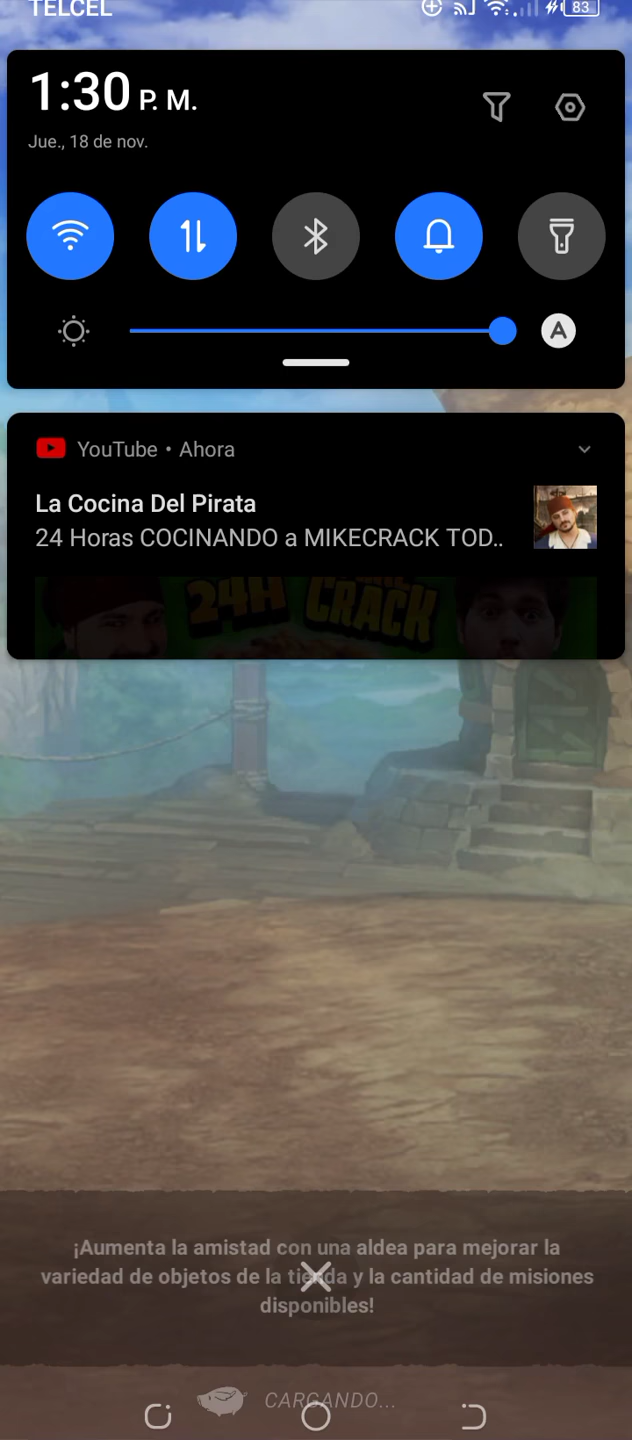 TELCEL
83
1:30 P. M.
Jue., 18 de nov.
A
YouTube • Ahora
La Cocina Del Pirata
24 Horas COCINANDO a MIKECRACK TOD..
24H
CRACK
¡Aumenta la amistad con una aldea para mejorar la
variedad de objetos de la tienda y la cantidad de misiones
disponibles!
CARGANDO...